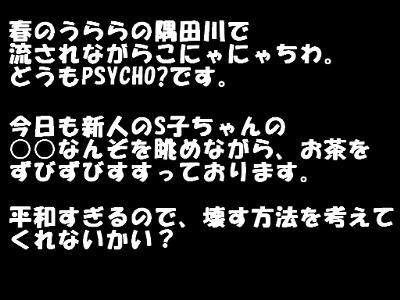 春のうららの隅田川で
流されながらこにゃにゃちわ。
どうもPSYCHO?です。
今日も新人のS子ちゃんの
○○なんぞを眺めながら、お茶を
ずびずびすすっております。
平和すぎるので、壊す方法を考えて
くれないかい？